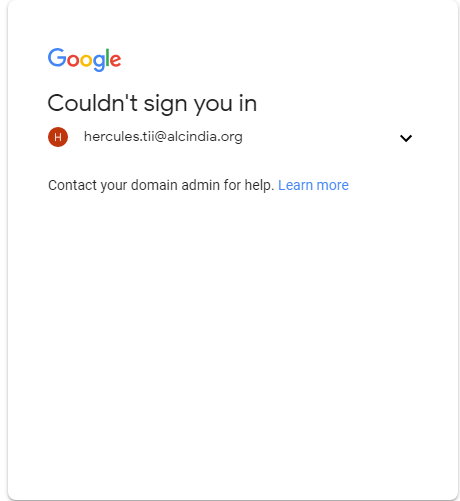 Google
Couldn't sign you in
H hercules.tii@alcindia.org
Contact your domain admin for help. Learn more